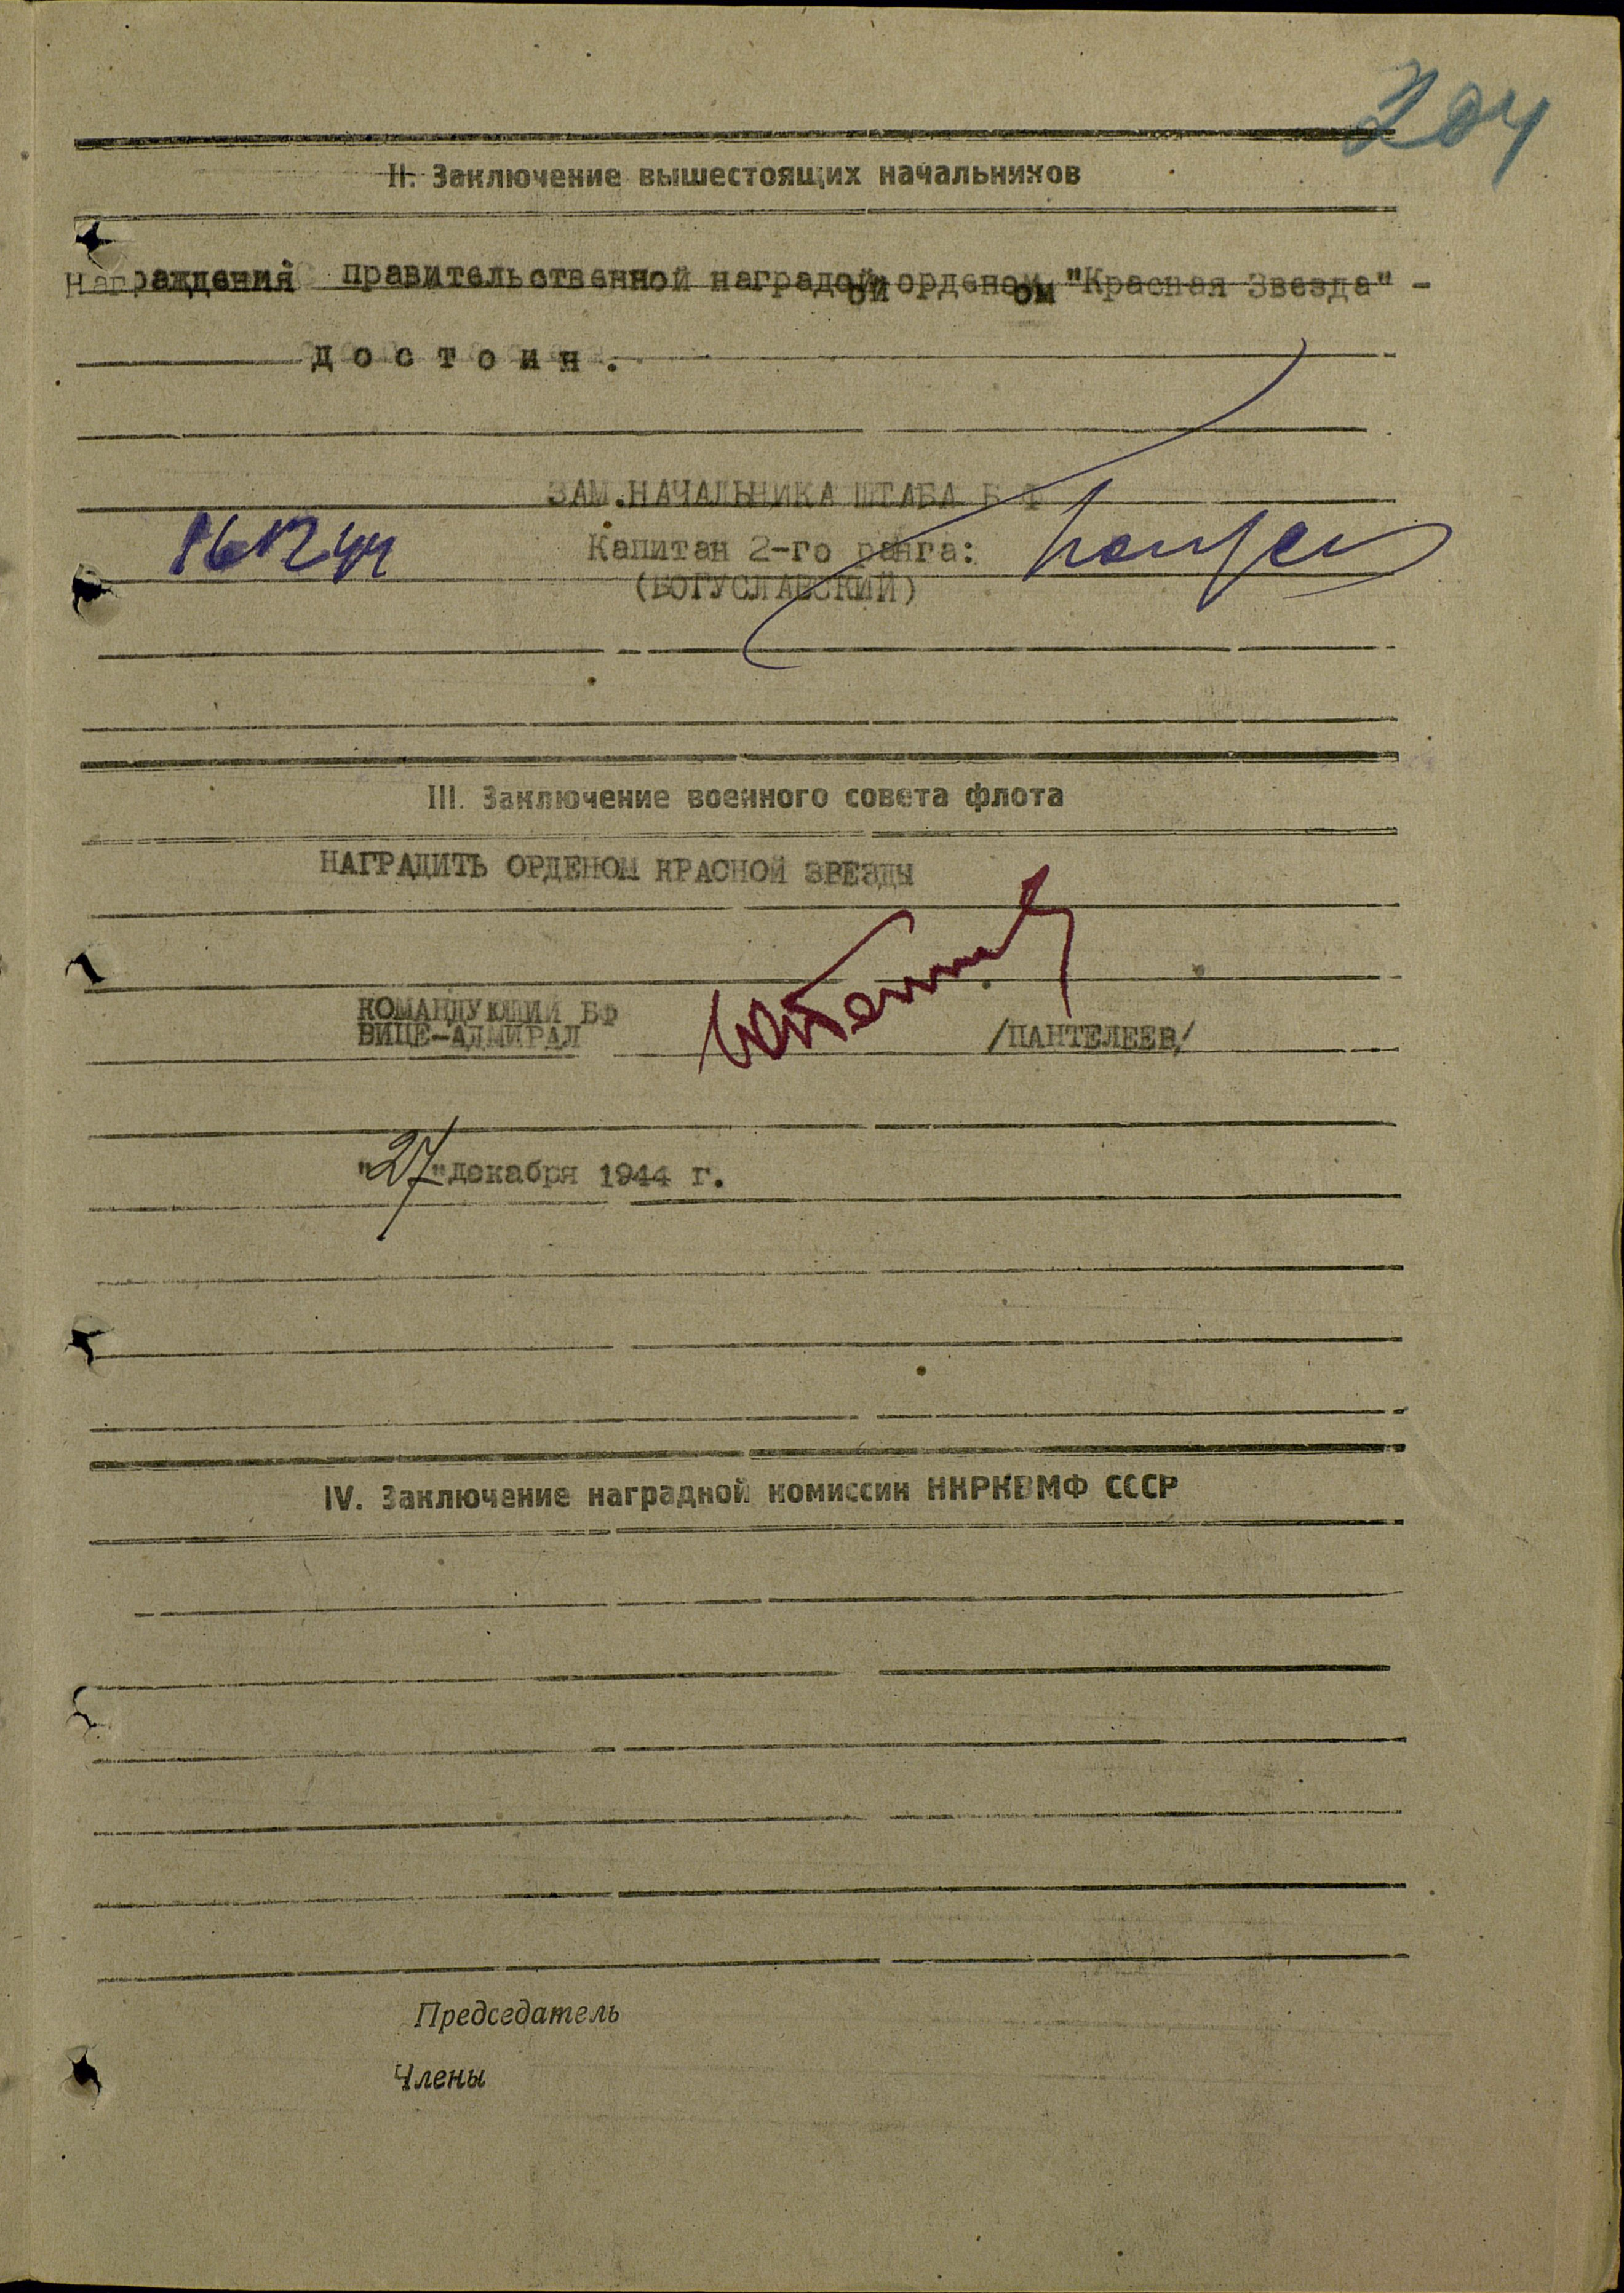 204
II. Заключение вышестоящих начальников
Награждения правительственной наградой орденом "Красная Звезда" -
достоин.
ЗАМ.НАЧАЛЬНИКА ШТАБА Б Ф
16 12 44
Капитан 2-го ранга:
(БОГУСЛАВСКИЙ)
III. Заключение военного совета флота
НАГРАДИТЬ ОРДЕНОМ КРАСНОЙ ЗВЕЗДЫ
КОМАНДУЮЩИЙ БФ
ВИЦЕ-АДМИРАЛ /ПАНТЕЛЕЕВ/
"27" декабря 1944 г.
IV. Заключение наградной комиссии НКРКВМФ СССР
Председатель
Члены